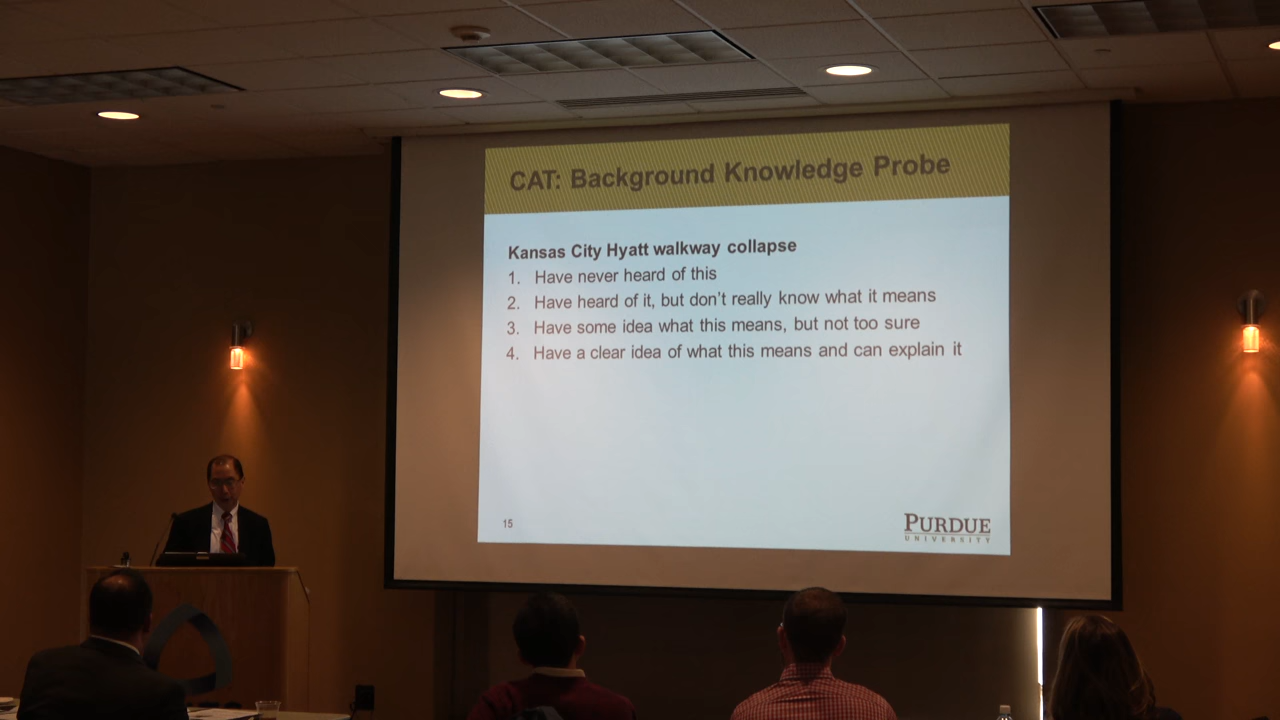 CAT: Background Knowledge Probe
Kansas City Hyatt walkway collapse
1. Have never heard of this
2. Have heard of it, but don't really know what it means
3. Have some idea what this means, but not too sure
4. Have a clear idea of what this means and can explain it
15
PURDUE
UNIVERSITY